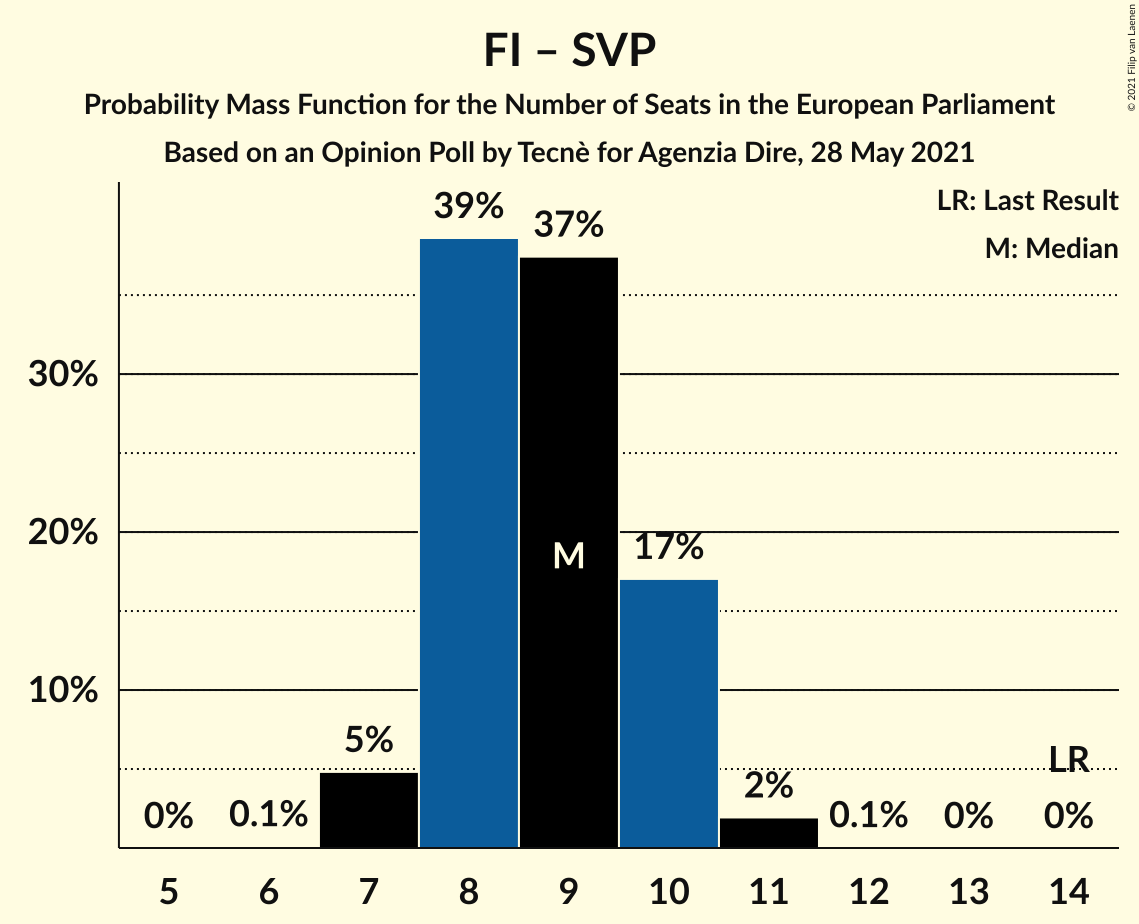 FI – SVP
Probability Mass Function for the Number of Seats in the European Parliament
Based on an Opinion Poll by Tecnè for Agenzia Dire, 28 May 2021
© 2021 Filip van Laenen
LR: Last Result
M: Median
39%
37%
30%
20%
17%
M
10%
5%
LR
2%
0%
0.1%
0.1%
0%
0%
5 6 7 8 9 10 11 12 13 14